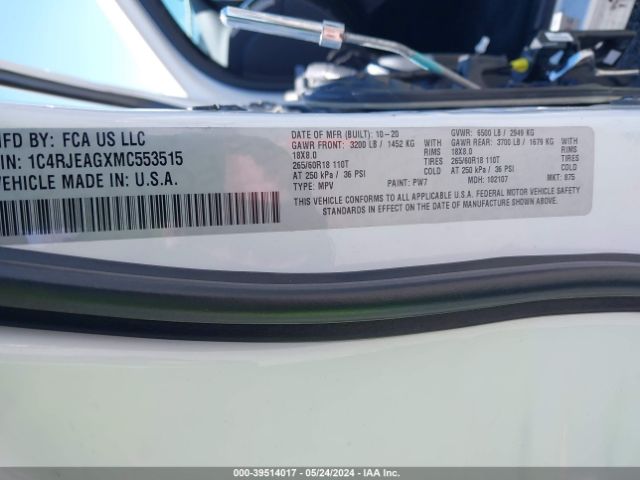 MFD BY: FCA US LLC
VIN: 1C4RJEAGXMC553515
VEHICLE MADE IN: U.S.A.
DATE OF MFR (BUILT): 10-20
GAWR FRONT: 3200 LB / 1452 KG WITH
18X8.0 RIMS
265/60R18 110T TIRES
AT 250 kPa / 36 PSI COLD
TYPE: MPV PAINT: PW7
GVWR: 6500 LB / 2949 KG
GAWR REAR: 3700 LB / 1678 KG WITH
18X8.0 RIMS
265/60R18 110T TIRES
AT 250 kPa / 36 PSI COLD
MDH: 102107 MKT: 875
THIS VEHICLE CONFORMS TO ALL APPLICABLE U.S.A. FEDERAL MOTOR VEHICLE SAFETY
STANDARDS IN EFFECT ON THE DATE OF MANUFACTURE SHOWN ABOVE.
000-39514017 - 05/24/2024 - IAAI Inc.